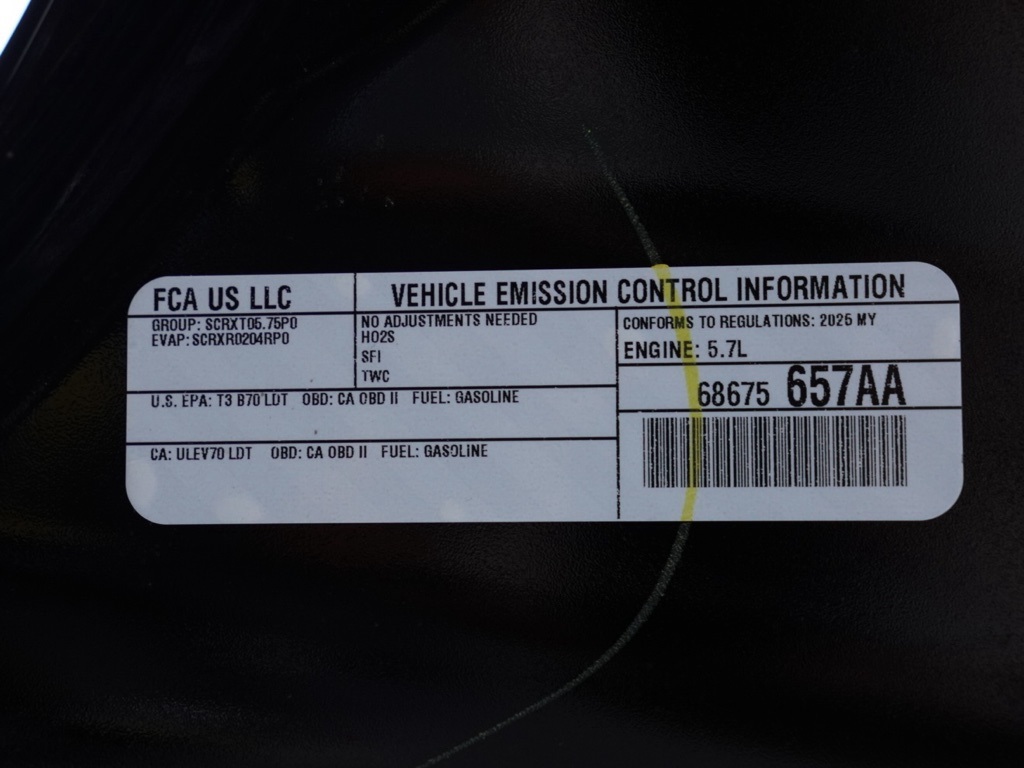 FCA US LLC
VEHICLE EMISSION CONTROL INFORMATION
GROUP: SCRXT05.75P0
EVAP: SCRXR0204RP0
NO ADJUSTMENTS NEEDED
HO2S
SFI
TWC
CONFORMS TO REGULATIONS: 2025 MY
ENGINE: 5.7L
68675 657AA
U.S. EPA: T3 B70 LDT OBD: CA OBD II FUEL: GASOLINE
CA: ULEV70 LDT OBD: CA OBD II FUEL: GASOLINE